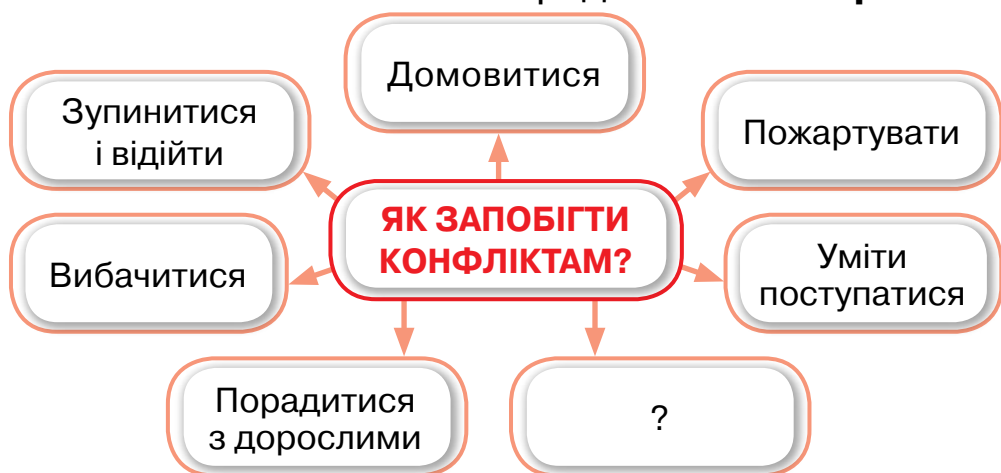 Домовитися
Зупинитися
і відійти
Пожартувати
ЯК ЗАПОБІГТИ
КОНФЛІКТАМ?
Вибачитися
Уміти
поступатися
Порадитися
з дорослими
?